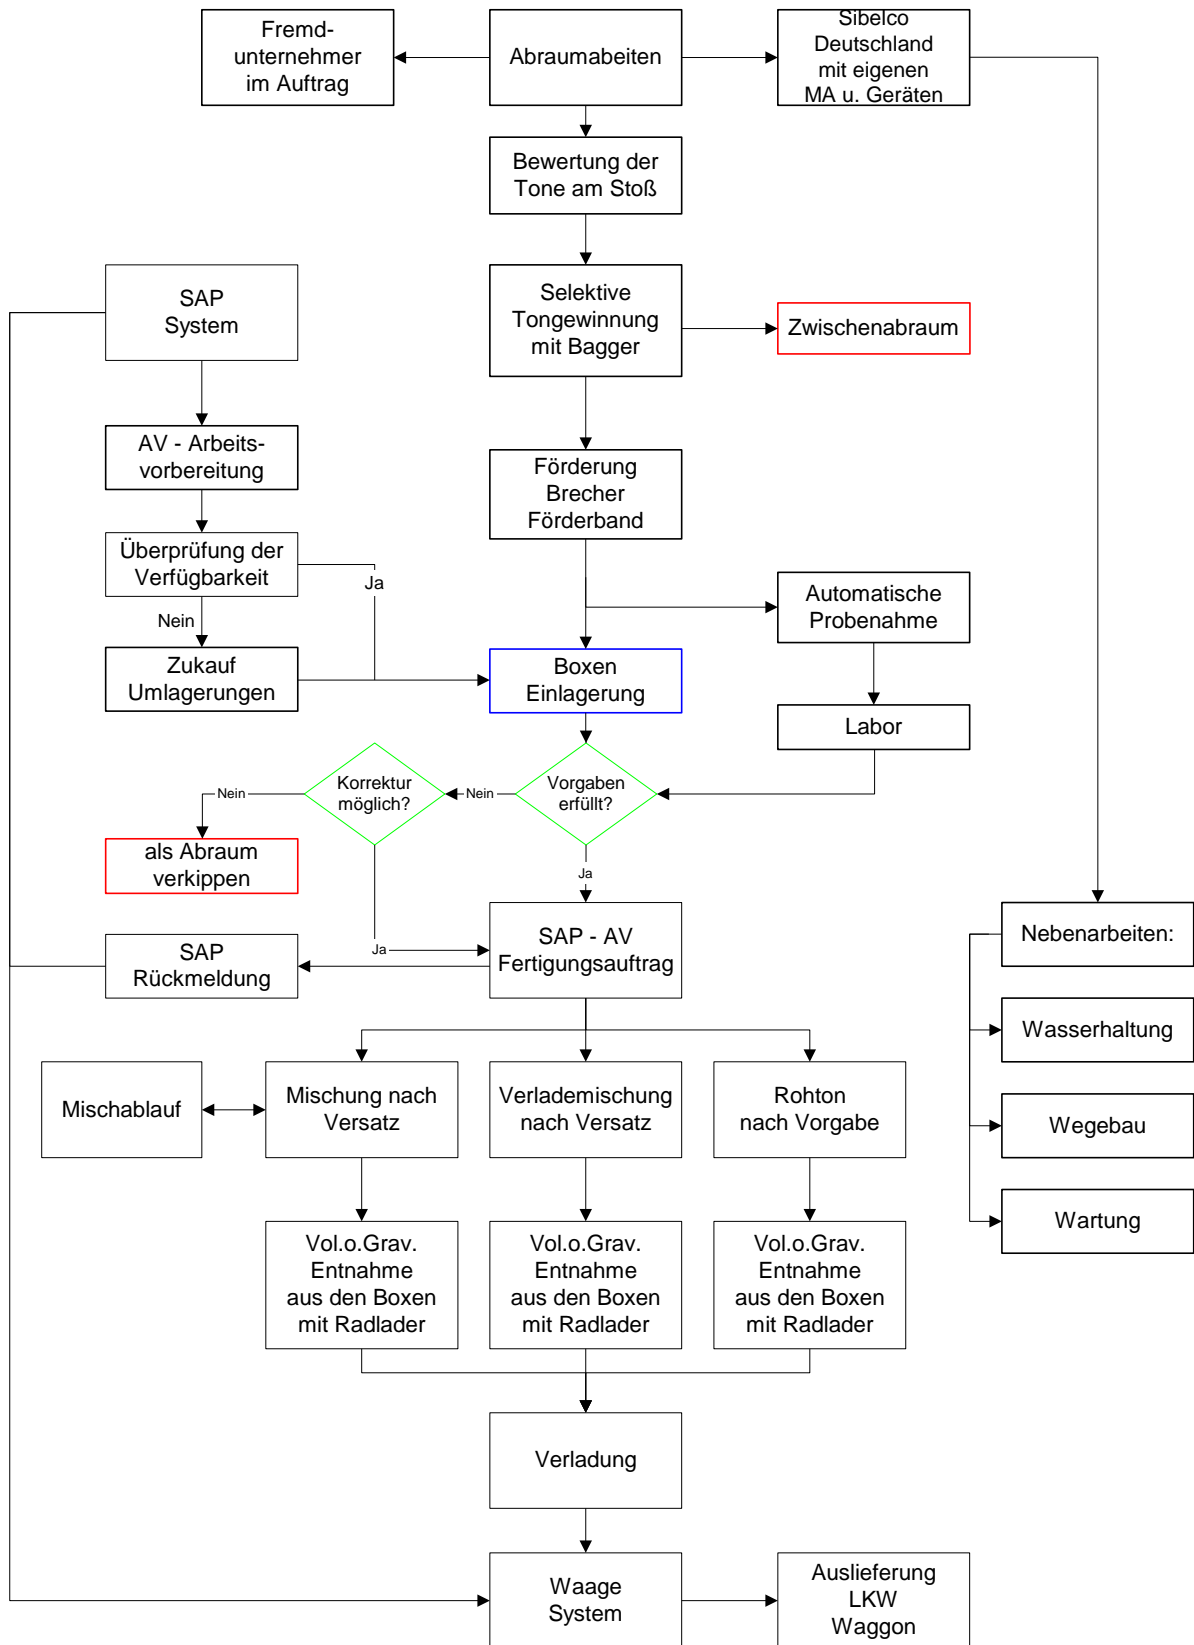 Fremd-
unternehmer
im Auftrag
Abraumabeiten
Sibelco
Deutschland
mit eigenen
MA u. Geräten
Bewertung der
Tone am Stoß
SAP
System
Selektive
Tongewinnung
mit Bagger
Zwischenabraum
AV - Arbeits-
vorbereitung
Förderung
Brecher
Förderband
Überprüfung der
Verfügbarkeit
Ja
Nein
Automatische
Probenahme
Zukauf
Umlagerungen
Boxen
Einlagerung
Labor
Korrektur
möglich?
Vorgaben
erfüllt?
Nein
Nein
als Abraum
verkippen
Ja
SAP - AV
Fertigungsauftrag
Ja
SAP
Rückmeldung
Nebenarbeiten:
Wasserhaltung
Mischablauf
Mischung nach
Versatz
Verlademischung
nach Versatz
Rohton
nach Vorgabe
Wegebau
Wartung
Vol.o.Grav.
Entnahme
aus den Boxen
mit Radlader
Vol.o.Grav.
Entnahme
aus den Boxen
mit Radlader
Vol.o.Grav.
Entnahme
aus den Boxen
mit Radlader
Verladung
Waage
System
Auslieferung
LKW
Waggon